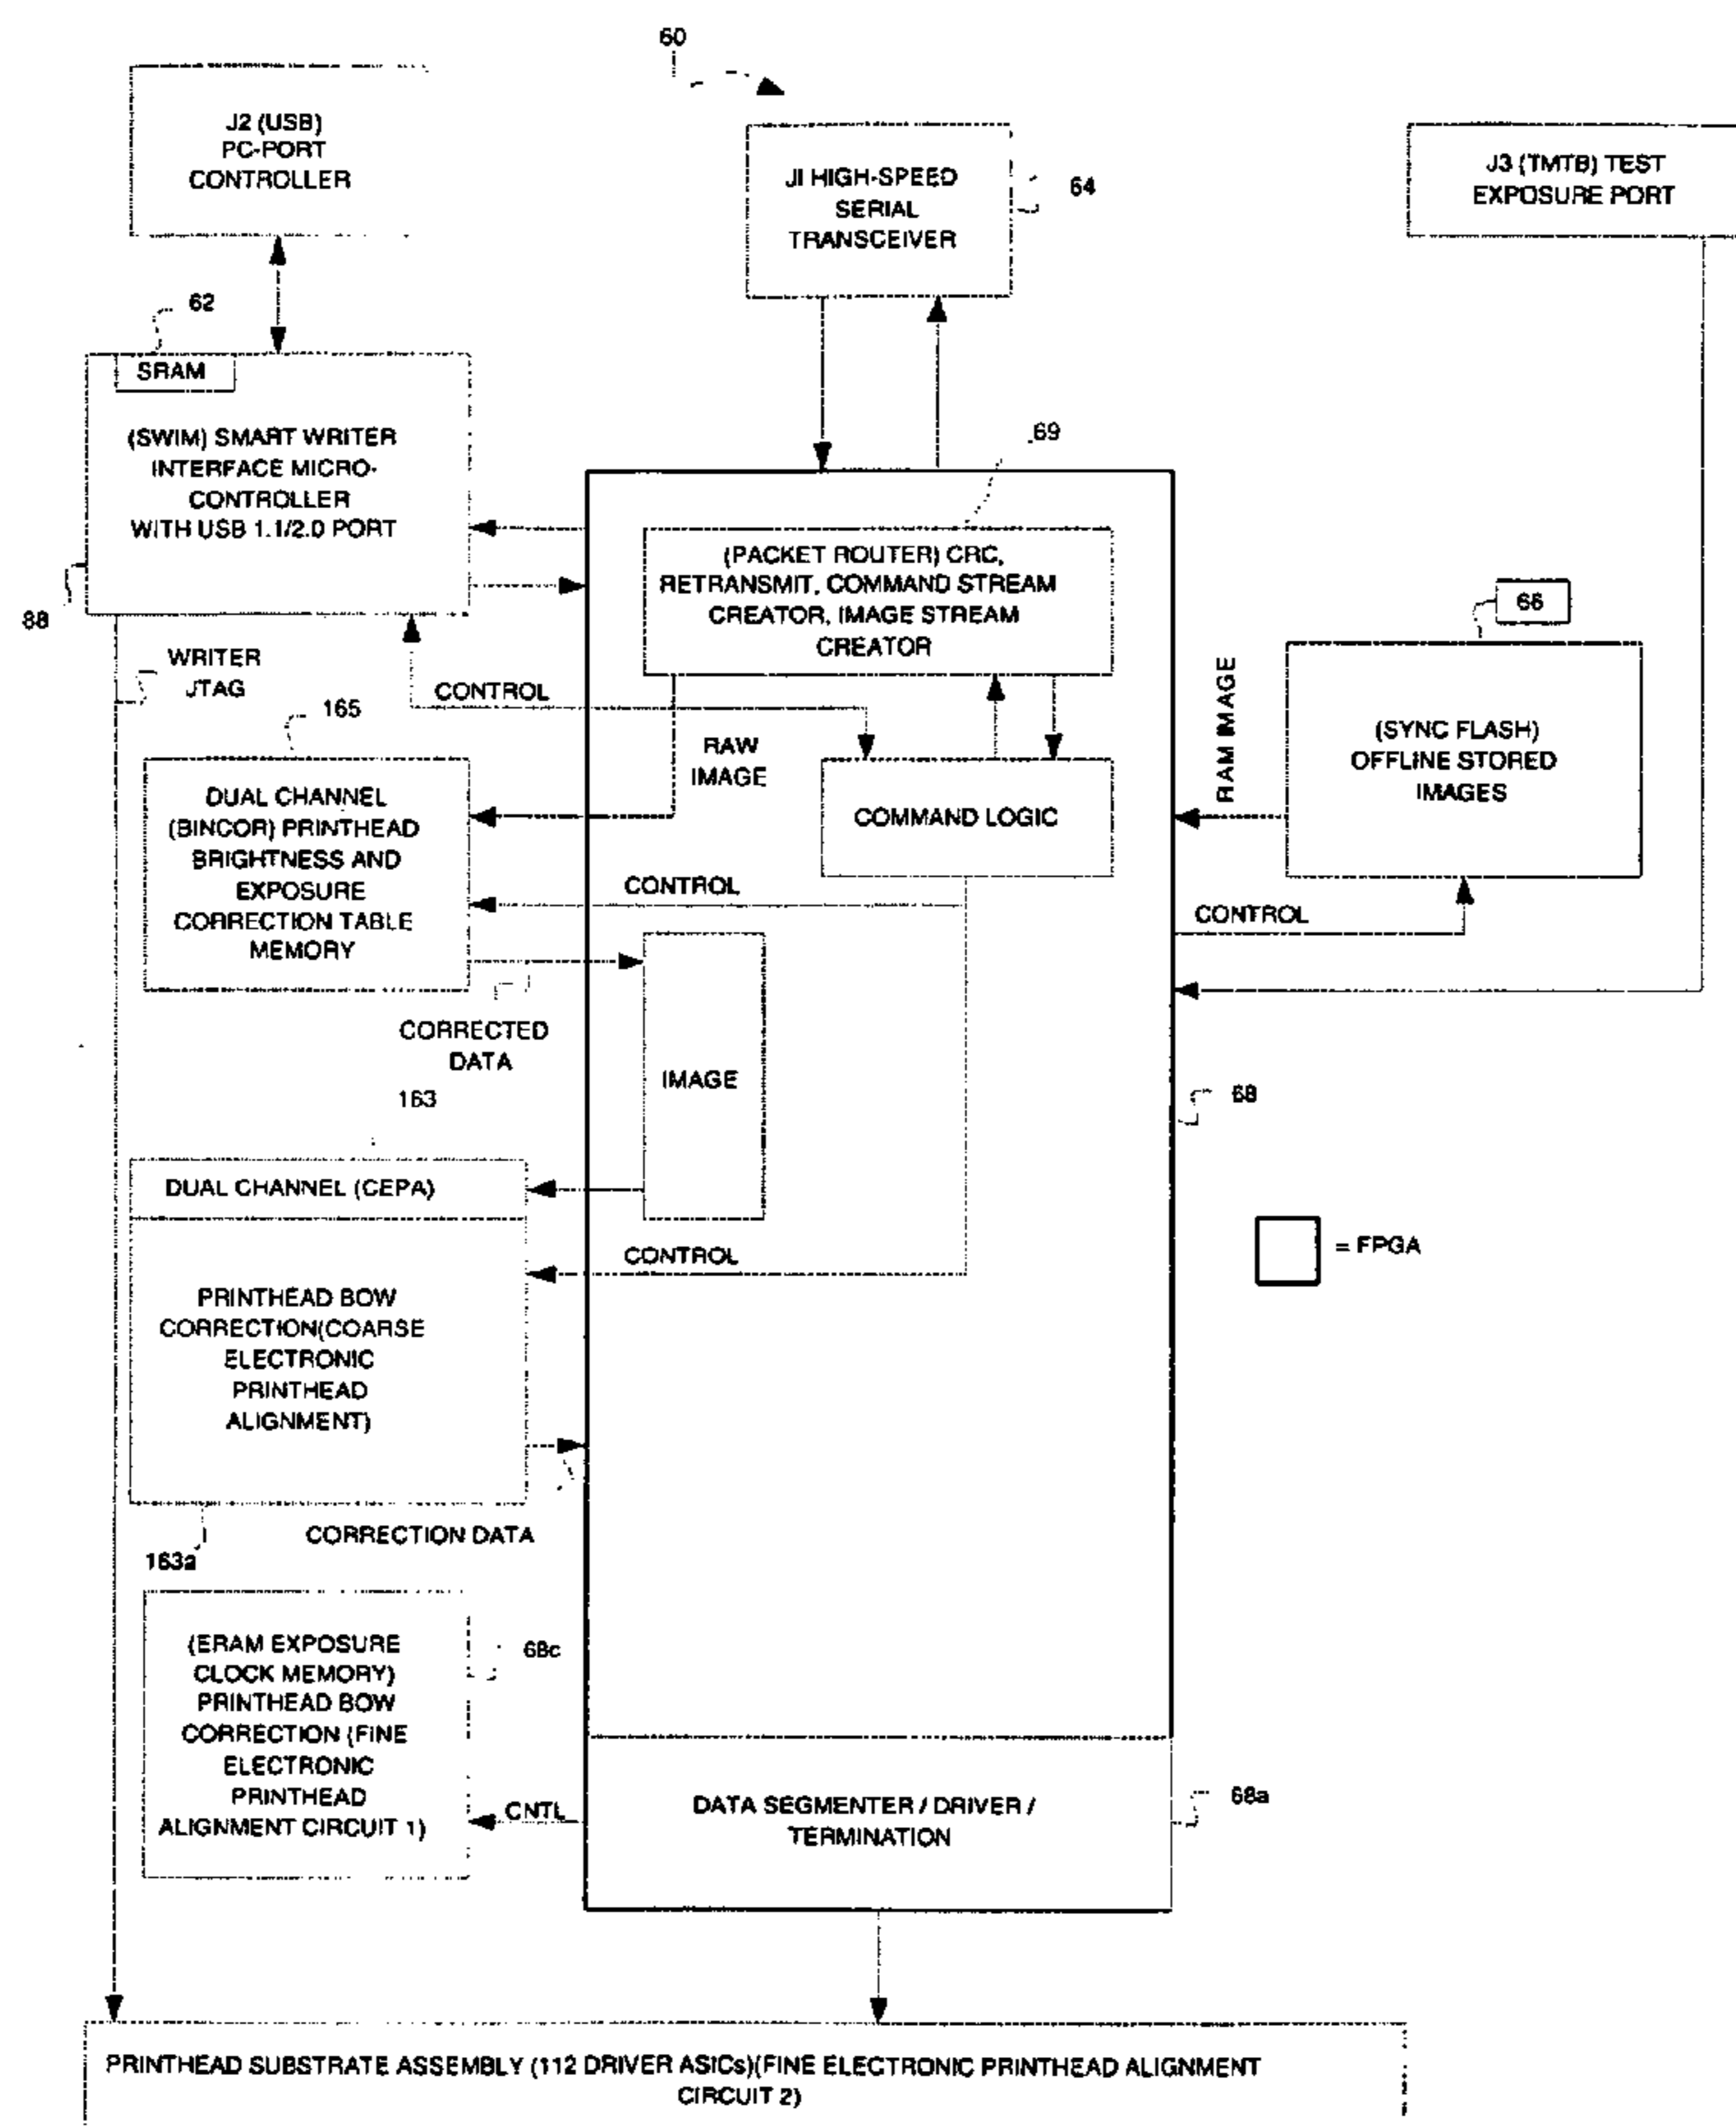 60
J2 (USB)
PC-PORT
CONTROLLER
JI HIGH-SPEED
SERIAL
TRANSCEIVER
64
J3 (TMTB) TEST
EXPOSURE PORT
62
SRAM
(SWIM) SMART WRITER
INTERFACE MICRO-
CONTROLLER
WITH USB 1.1/2.0 PORT
88
69
(PACKET ROUTER) CRC,
RETRANSMIT, COMMAND STREAM
CREATOR, IMAGE STREAM
CREATOR
66
WRITER
JTAG
CONTROL
165
RAW
IMAGE
RAM IMAGE
(SYNC FLASH)
OFFLINE STORED
IMAGES
DUAL CHANNEL
(BINCOR) PRINTHEAD
BRIGHTNESS AND
EXPOSURE
CORRECTION TABLE
MEMORY
COMMAND LOGIC
CONTROL
CONTROL
CORRECTED
DATA
IMAGE
163
68
DUAL CHANNEL (CEPA)
CONTROL
= FPGA
PRINTHEAD BOW
CORRECTION(COARSE
ELECTRONIC
PRINTHEAD
ALIGNMENT)
CORRECTION DATA
163a
(ERAM EXPOSURE
CLOCK MEMORY)
PRINTHEAD BOW
CORRECTION (FINE
ELECTRONIC
PRINTHEAD
ALIGNMENT CIRCUIT 1)
68c
CNTL
DATA SEGMENTER / DRIVER /
TERMINATION
68a
PRINTHEAD SUBSTRATE ASSEMBLY (112 DRIVER ASICs)(FINE ELECTRONIC PRINTHEAD ALIGNMENT
CIRCUIT 2)